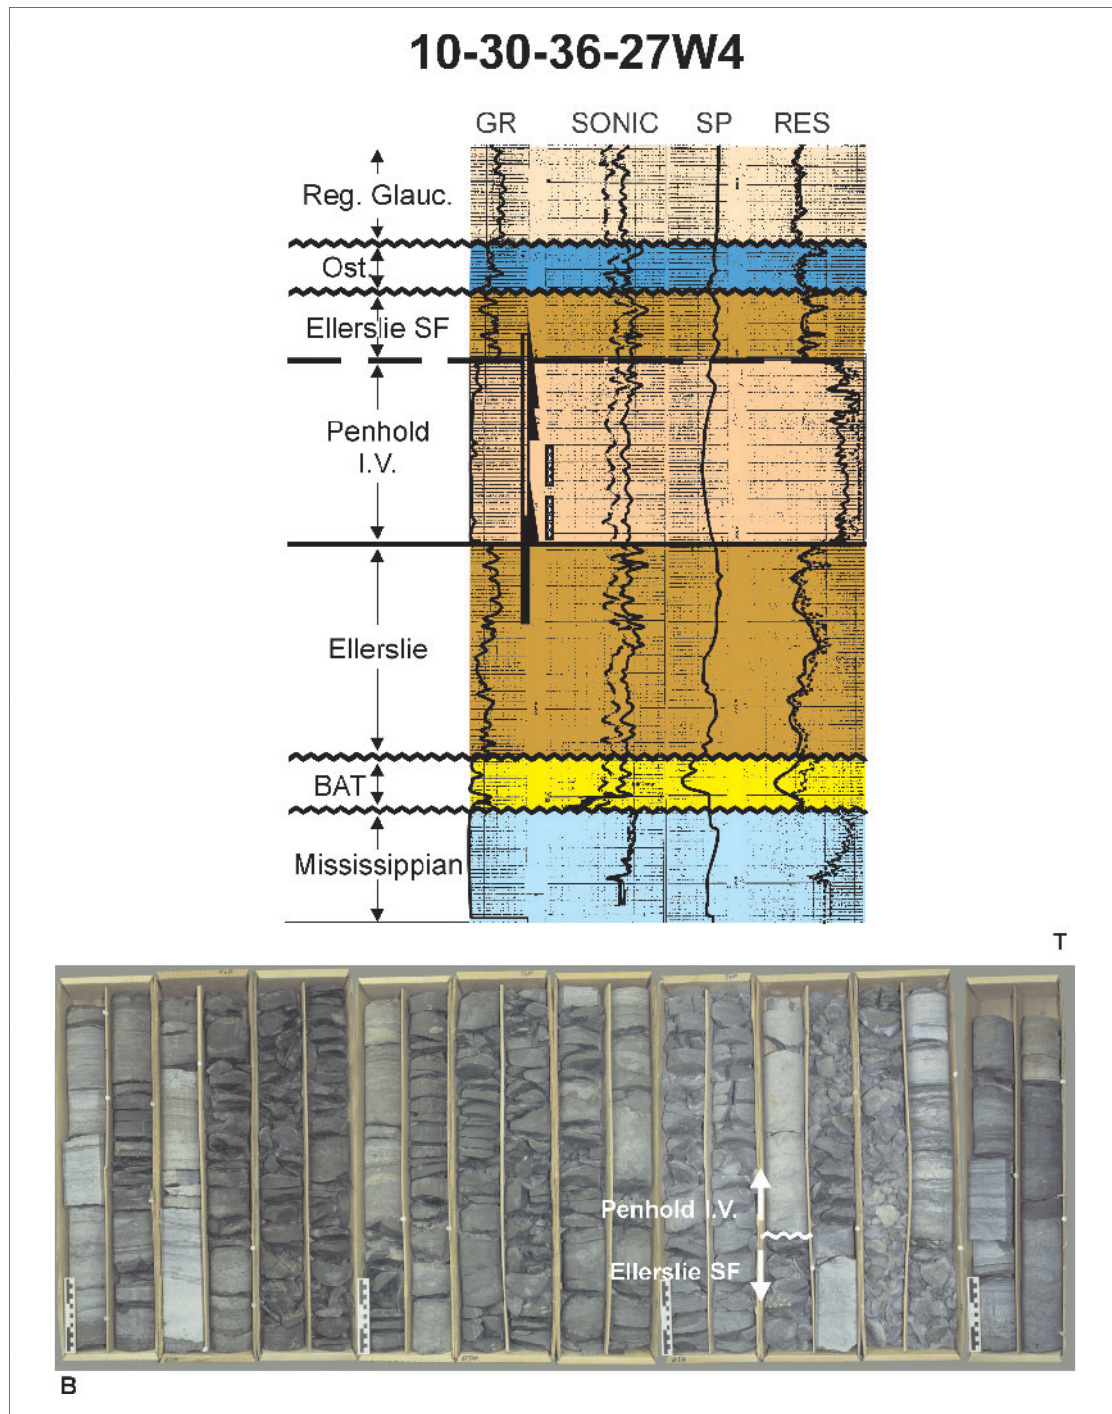 10-30-36-27W4
GR SONIC SP RES
Reg. Glauc.
Ost
Ellerslie SF
Penhold
I.V.
Ellerslie
BAT
Mississippian
T
Penhold I.V.
Ellerslie SF
B